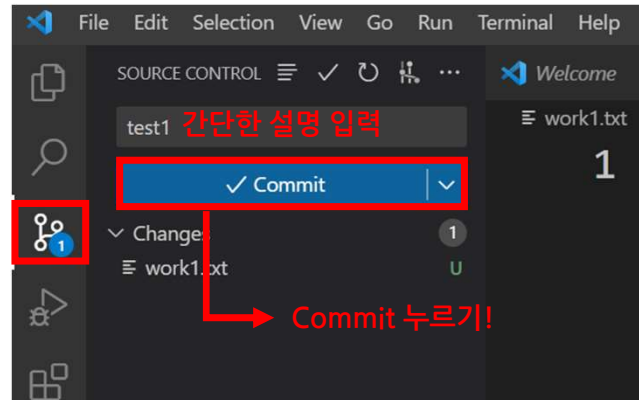 File Edit Selection View Go Run Terminal Help
SOURCE CONTROL
Welcome
test1 간단한 설명 입력
work1.txt
1
Commit
Changes 1
work1.txt U
1
Commit 누르기!